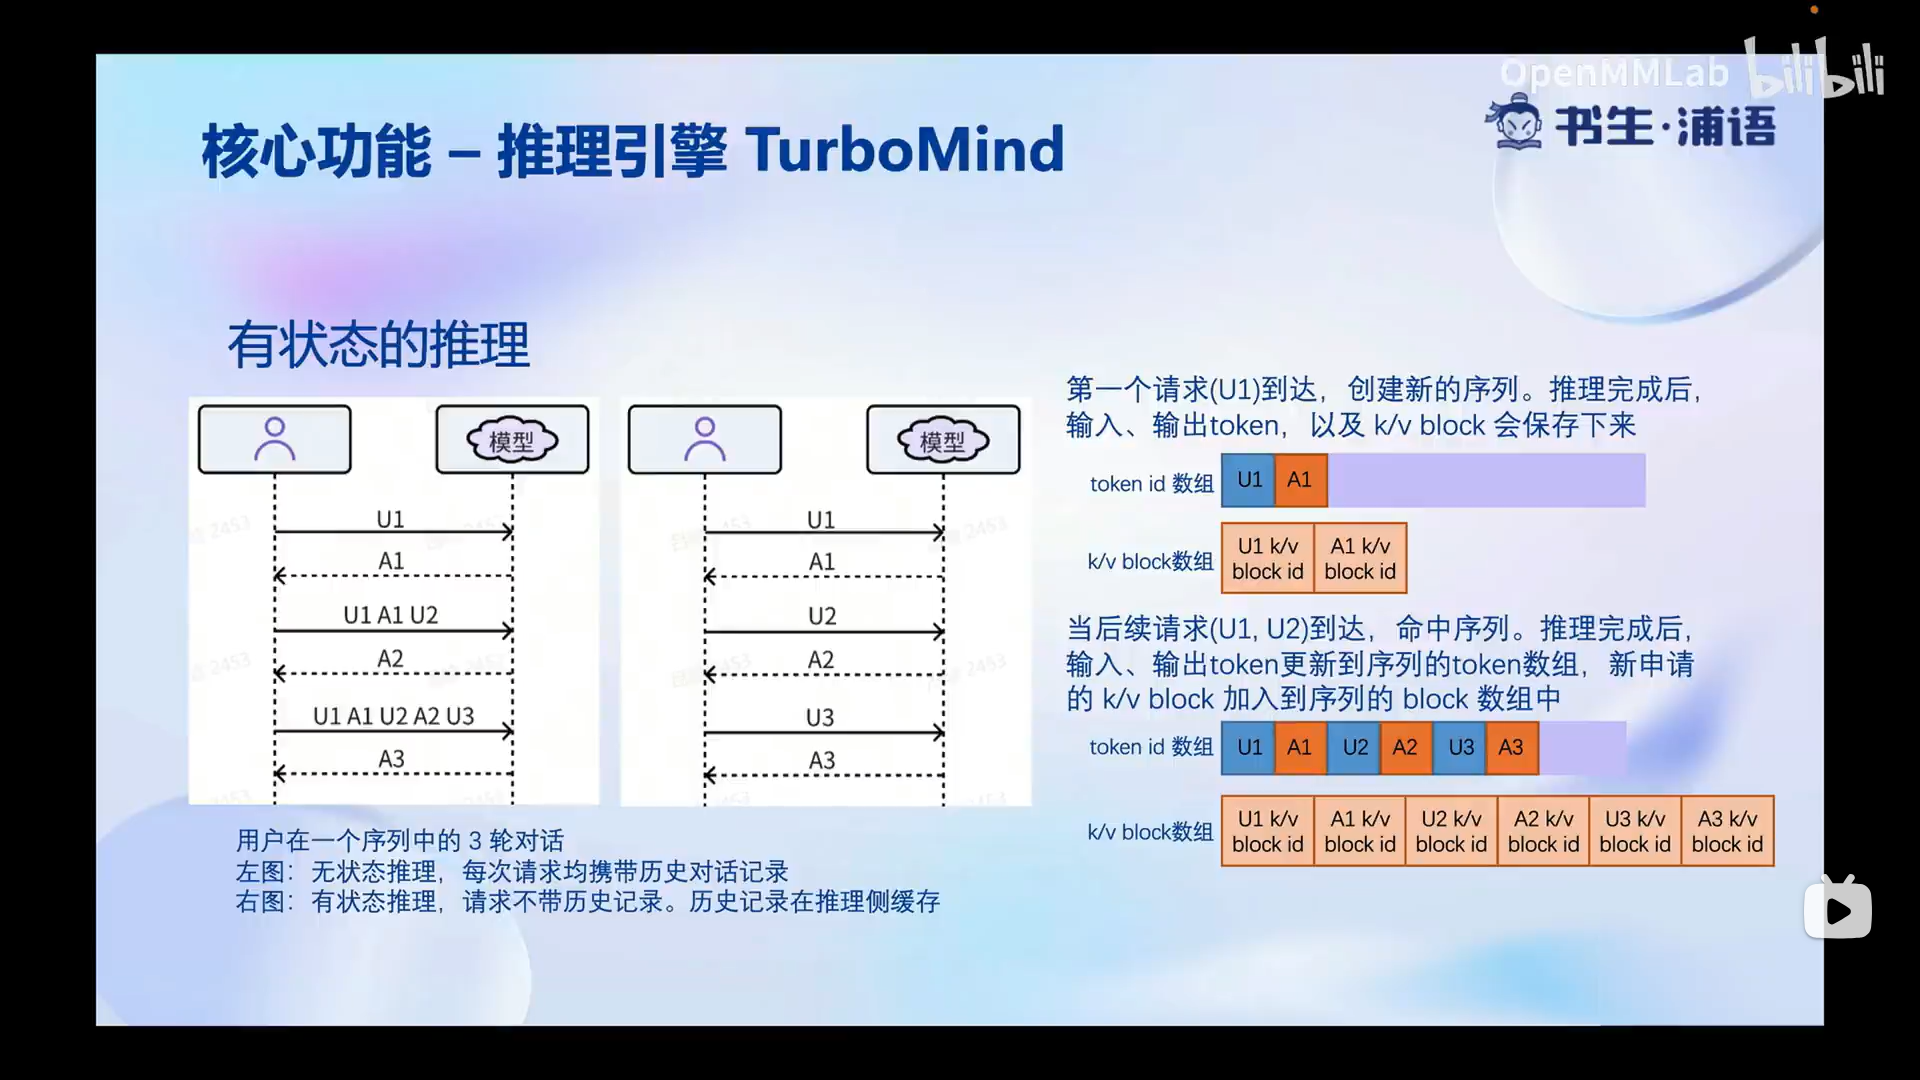 OpenMMLab bilibili
书生·浦语
核心功能 – 推理引擎 TurboMind
有状态的推理
模型
U1
A1
U1 A1 U2
A2
U1 A1 U2 A2 U3
A3
模型
U1
A1
U2
A2
U3
A3
用户在一个序列中的 3 轮对话
左图：无状态推理，每次请求均携带历史对话记录
右图：有状态推理，请求不带历史记录。历史记录在推理侧缓存
第一个请求(U1)到达，创建新的序列。推理完成后，
输入、输出token，以及 k/v block 会保存下来
token id 数组 U1 A1
k/v block数组 U1 k/v block id A1 k/v block id
当后续请求(U1, U2)到达，命中序列。推理完成后，
输入、输出token更新到序列的token数组，新申请
的 k/v block 加入到序列的 block 数组中
token id 数组 U1 A1 U2 A2 U3 A3
k/v block数组 U1 k/v block id A1 k/v block id U2 k/v block id A2 k/v block id U3 k/v block id A3 k/v block id